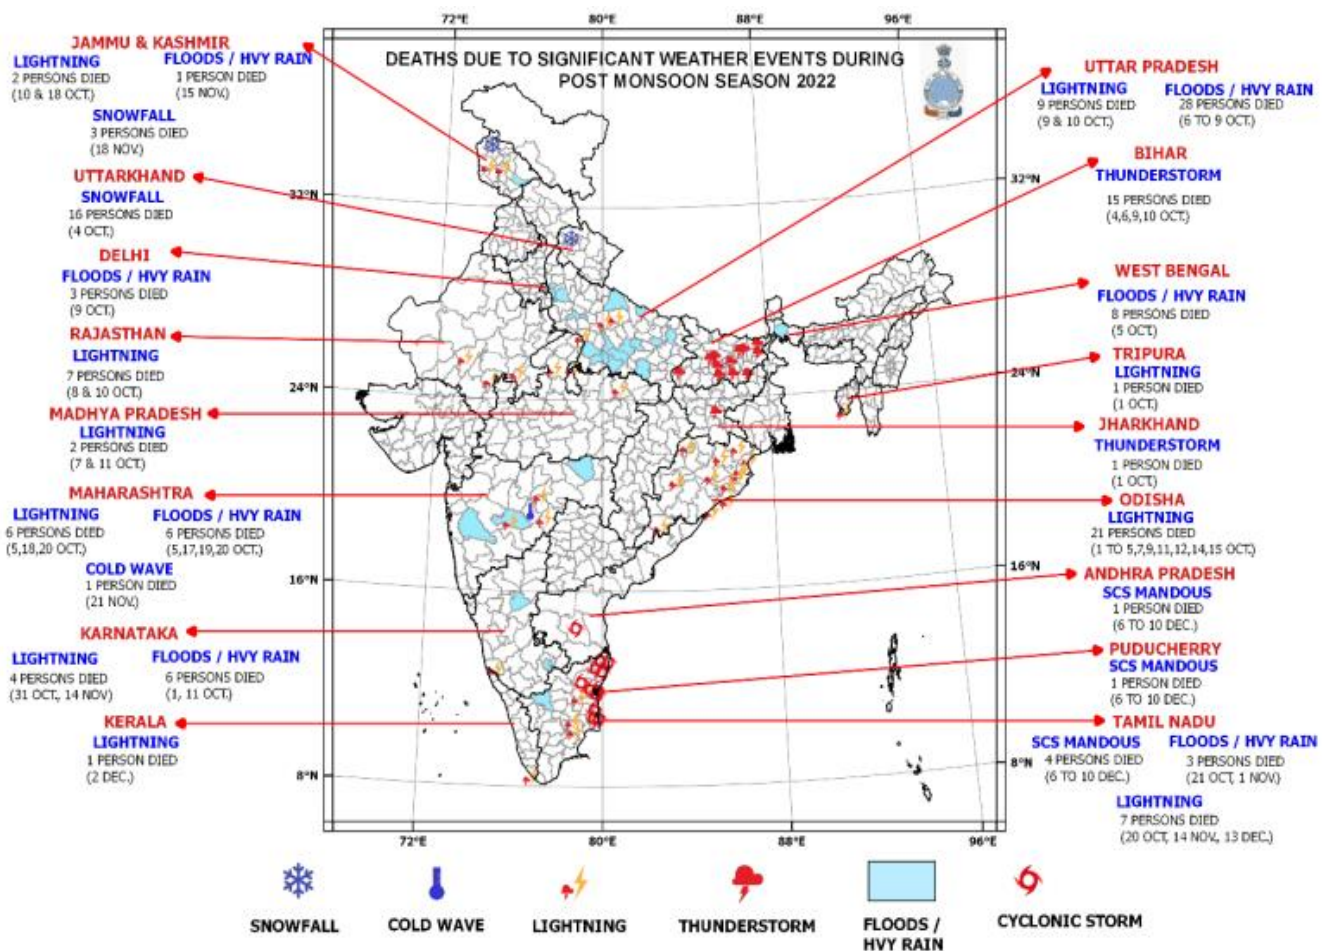 72°E 80°E 88°E 96°E
DEATHS DUE TO SIGNIFICANT WEATHER EVENTS DURING
POST MONSOON SEASON 2022
JAMMU & KASHMIR
LIGHTNING
2 PERSONS DIED
(10 & 18 OCT.)
FLOODS / HVY RAIN
1 PERSON DIED
(15 NOV.)
SNOWFALL
3 PERSONS DIED
(18 NOV.)
UTTARKHAND
SNOWFALL
16 PERSONS DIED
(4 OCT.)
DELHI
FLOODS / HVY RAIN
3 PERSONS DIED
(9 OCT.)
RAJASTHAN
LIGHTNING
7 PERSONS DIED
(8 & 10 OCT.)
MADHYA PRADESH
LIGHTNING
2 PERSONS DIED
(7 & 11 OCT.)
MAHARASHTRA
LIGHTNING
6 PERSONS DIED
(5,18,20 OCT.)
FLOODS / HVY RAIN
6 PERSONS DIED
(5,17,19,20 OCT.)
COLD WAVE
1 PERSON DIED
(21 NOV.)
KARNATAKA
LIGHTNING
4 PERSONS DIED
(31 OCT., 14 NOV)
FLOODS / HVY RAIN
6 PERSONS DIED
(1, 11 OCT.)
KERALA
LIGHTNING
1 PERSON DIED
(2 DEC.)
32°N
24°N
16°N
8°N
UTTAR PRADESH
LIGHTNING
9 PERSONS DIED
(9 & 10 OCT.)
FLOODS / HVY RAIN
28 PERSONS DIED
(6 TO 9 OCT.)
BIHAR
THUNDERSTORM
15 PERSONS DIED
(4,6,9,10 OCT.)
WEST BENGAL
FLOODS / HVY RAIN
8 PERSONS DIED
(5 OCT.)
TRIPURA
LIGHTNING
1 PERSON DIED
(1 OCT.)
JHARKHAND
THUNDERSTORM
1 PERSON DIED
(1 OCT.)
ODISHA
LIGHTNING
21 PERSONS DIED
(1 TO 5,7,9,11,12,14,15 OCT.)
ANDHRA PRADESH
SCS MANDOUS
1 PERSON DIED
(6 TO 10 DEC.)
PUDUCHERRY
SCS MANDOUS
1 PERSON DIED
(6 TO 10 DEC.)
TAMIL NADU
SCS MANDOUS
4 PERSONS DIED
(6 TO 10 DEC.)
FLOODS / HVY RAIN
3 PERSONS DIED
(21 OCT, 1 NOV)
LIGHTNING
7 PERSONS DIED
(20 OCT, 14 NOV., 13 DEC.)
32°N
24°N
16°N
8°N
72°E 80°E 88°E 96°E
SNOWFALL
COLD WAVE
LIGHTNING
THUNDERSTORM
FLOODS /
HVY RAIN
CYCLONIC STORM